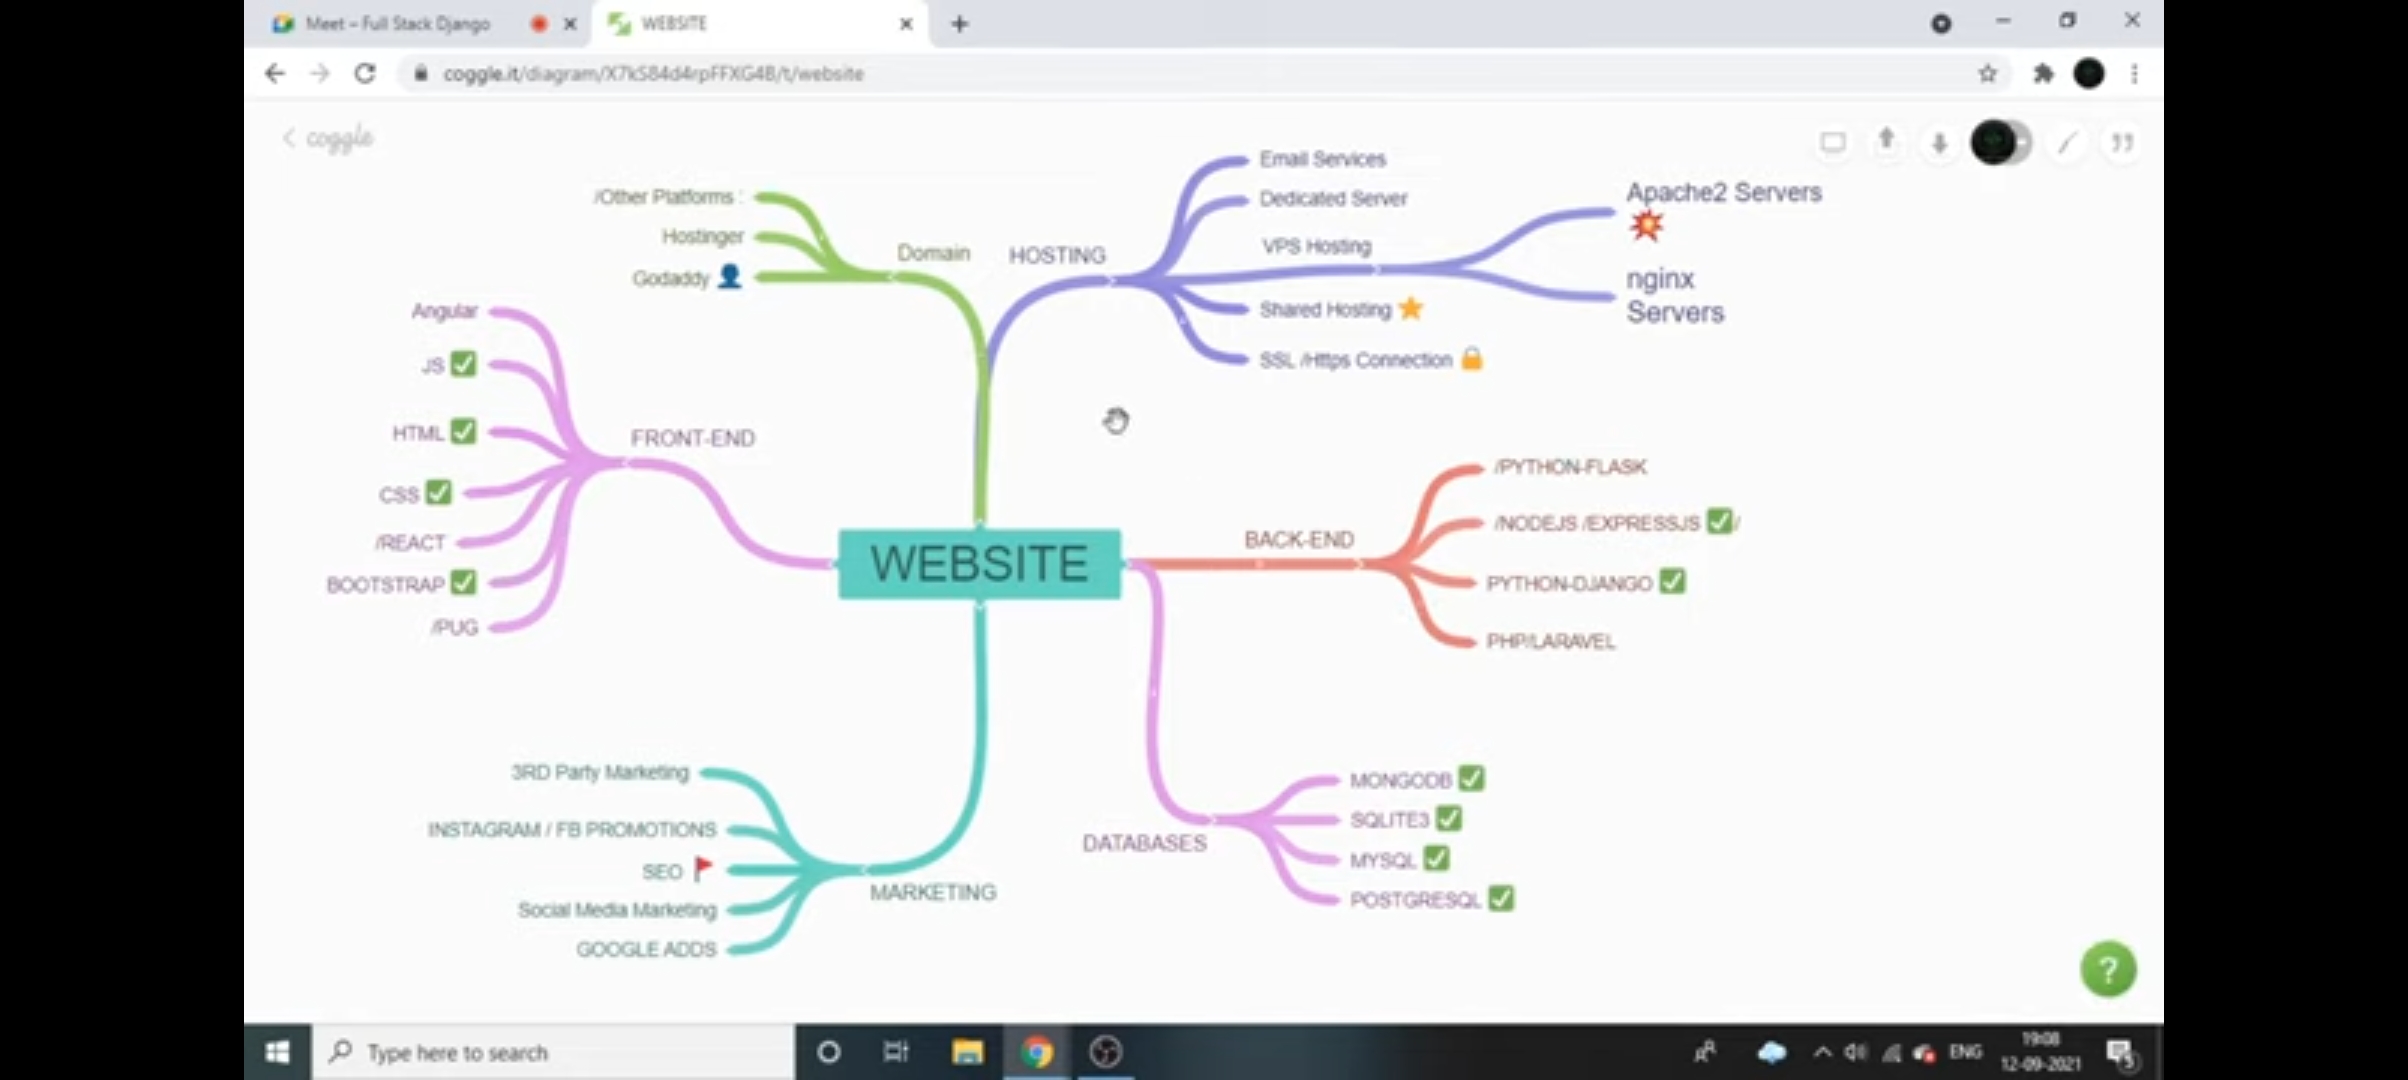 Meet – Full Stack Django
WEBSITE
coggle.it/diagram/X7kS84d4rpFFXG4B/t/website
coggle
/Other Platforms :
Hostinger
Godaddy
Domain
HOSTING
Email Services
Dedicated Server
VPS Hosting
Shared Hosting
SSL /Https Connection
Apache2 Servers
nginx
Servers
Angular
JS
HTML
CSS
/REACT
BOOTSTRAP
/PUG
FRONT-END
WEBSITE
BACK-END
/PYTHON-FLASK
/NODEJS /EXPRESSJS /
PYTHON-DJANGO
PHP/LARAVEL
3RD Party Marketing
INSTAGRAM / FB PROMOTIONS
SEO
Social Media Marketing
GOOGLE ADDS
MARKETING
DATABASES
MONGODB
SQLITE3
MYSQL
POSTGRESQL
?
Type here to search
ENG
19:08
12-09-2021